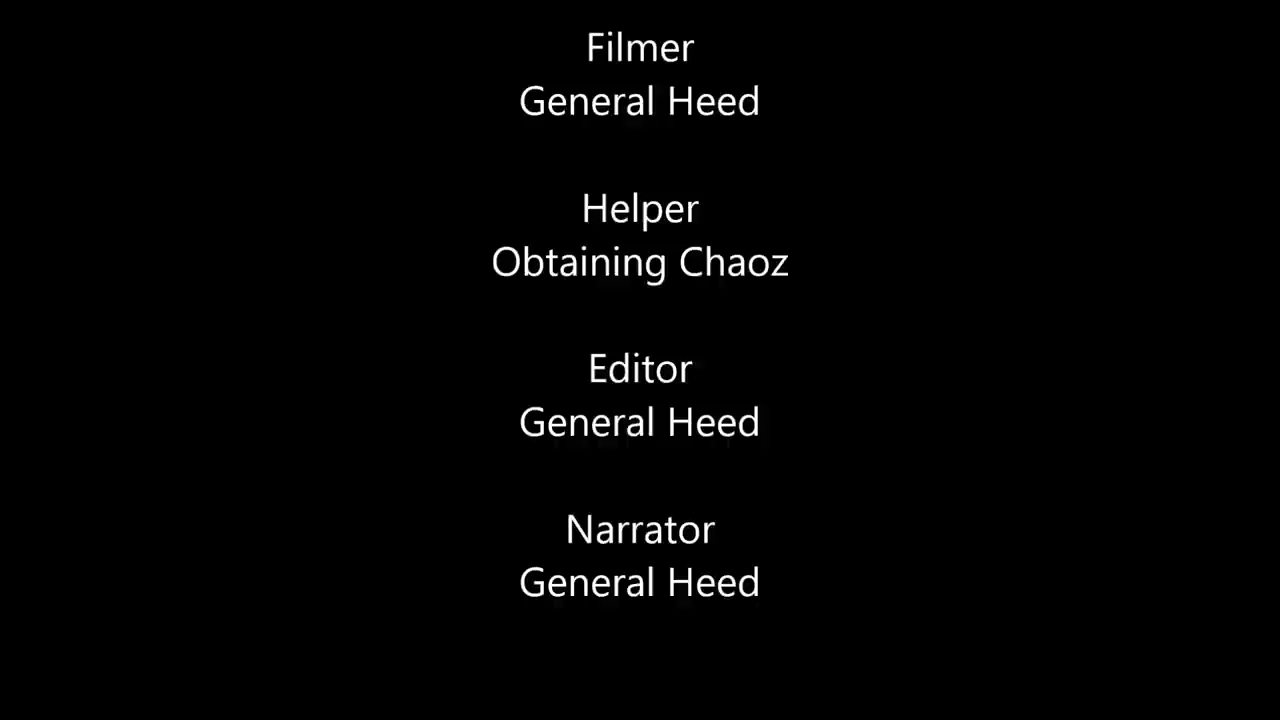 Filmer
General Heed
Helper
Obtaining Chaoz
Editor
General Heed
Narrator
General Heed